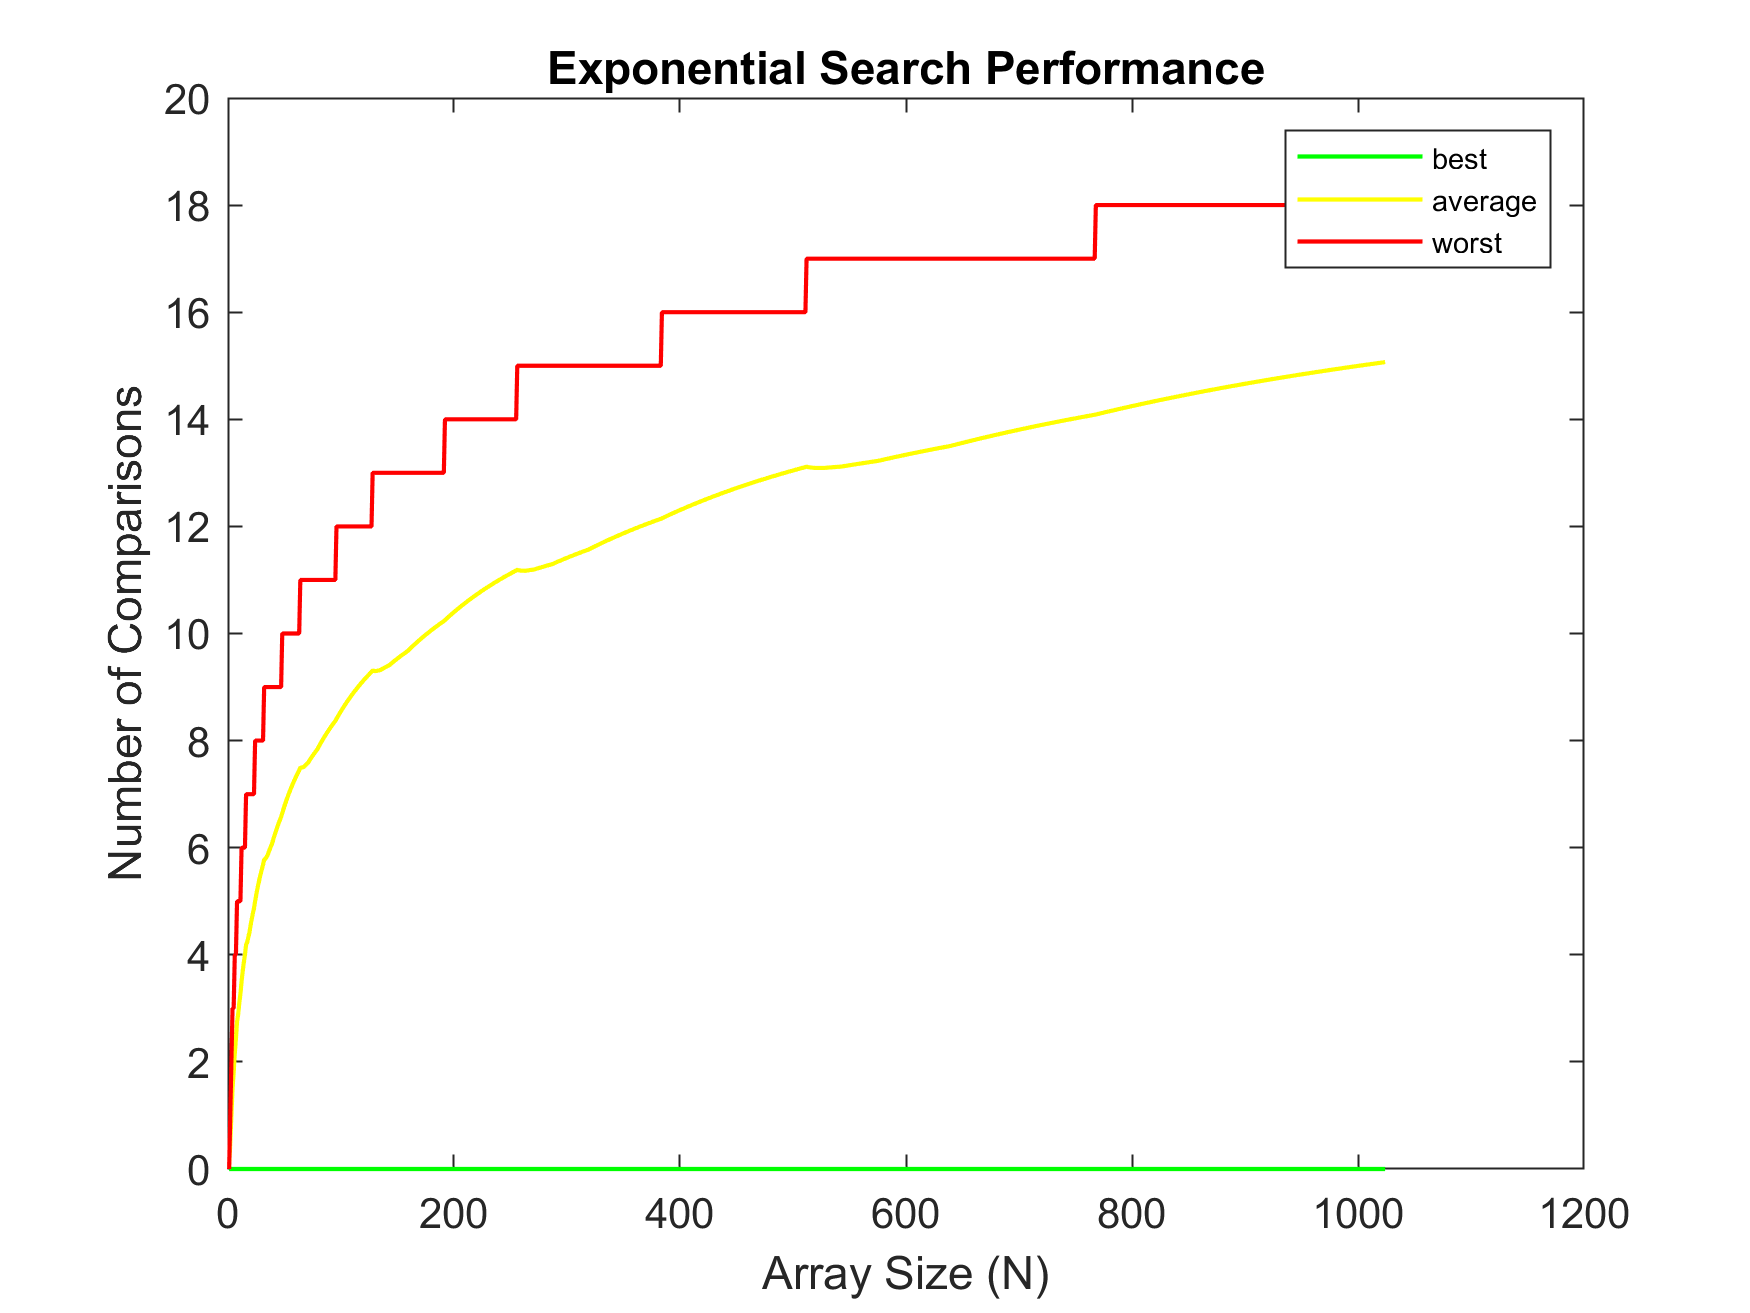 Exponential Search Performance
20
18
16
14
12
10
8
6
4
2
0
Number of Comparisons
best
average
worst
0 200 400 600 800 1000 1200
Array Size (N)